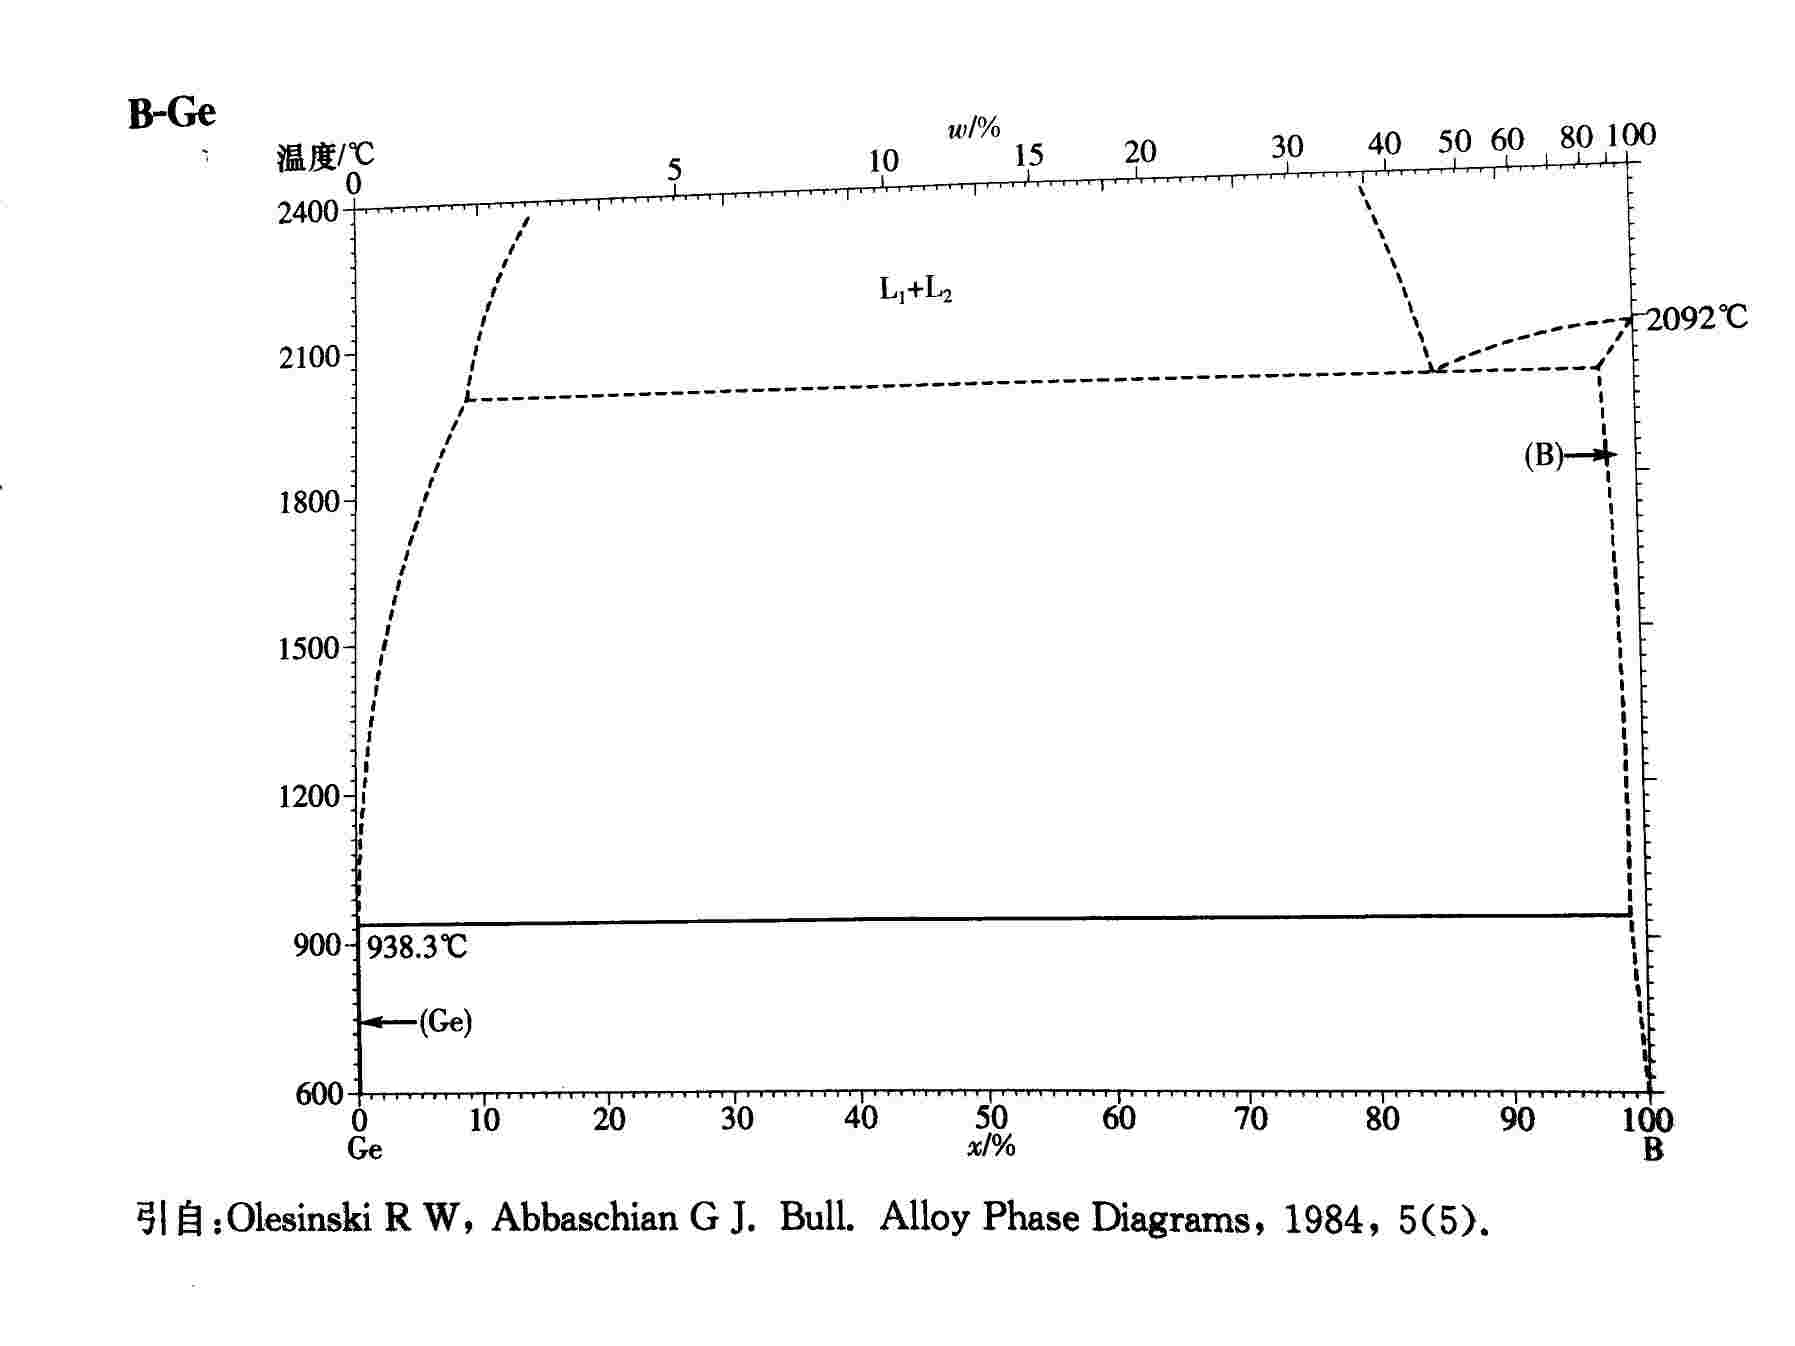 B-Ge
w/%
温度/℃
0 5 10 15 20 30 40 50 60 80 100
2400
L₁+L₂
2092℃
2100
(B)
1800
1500
1200
900
938.3℃
(Ge)
600
0 10 20 30 40 50 60 70 80 90 100
Ge x/% B
引自:Olesinski R W, Abbaschian G J. Bull. Alloy Phase Diagrams, 1984, 5(5).